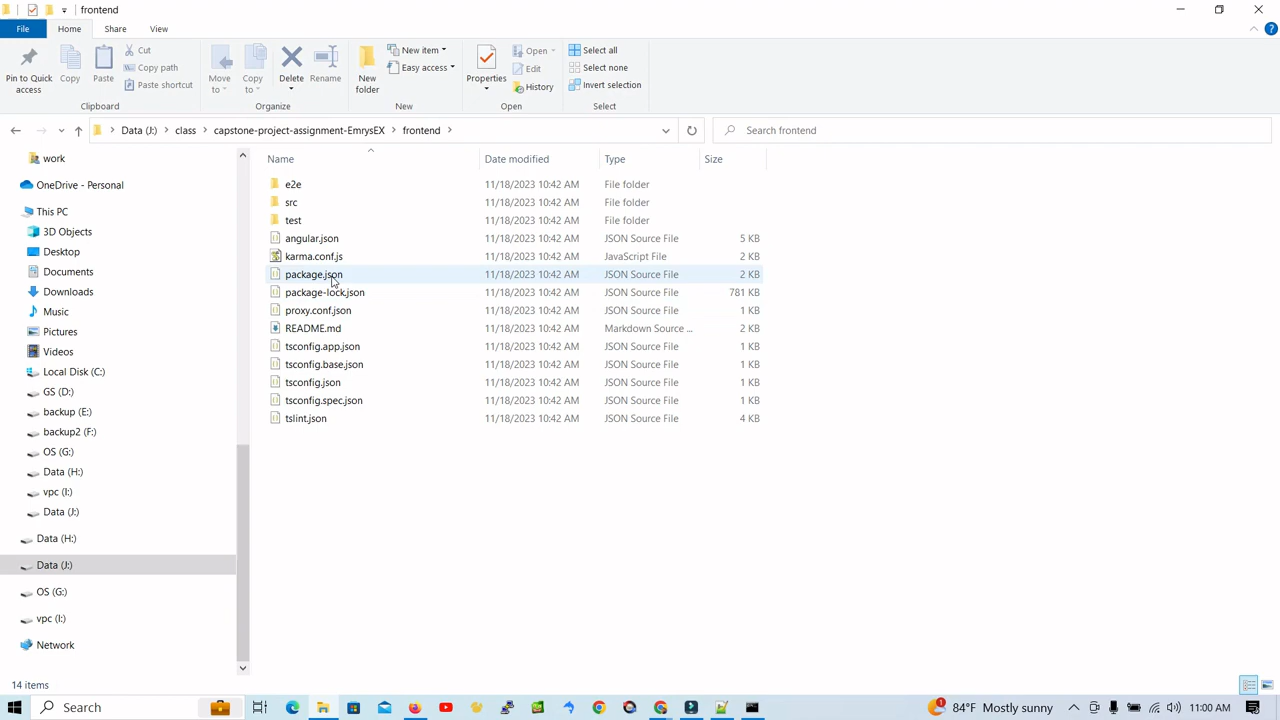 frontend
File Home Share View
Pin to Quick access
Copy
Paste
Cut
Copy path
Paste shortcut
Clipboard
Move to
Copy to
Delete
Rename
Organize
New folder
New item
Easy access
New
Properties
Open
Edit
History
Open
Select all
Select none
Invert selection
Select
Data (J:) class capstone-project-assignment-EmrysEX frontend
Search frontend
work
OneDrive - Personal
This PC
3D Objects
Desktop
Documents
Downloads
Music
Pictures
Videos
Local Disk (C:)
GS (D:)
backup (E:)
backup2 (F:)
OS (G:)
Data (H:)
vpc (I:)
Data (J:)
Data (H:)
Data (J:)
OS (G:)
vpc (I:)
Network
Name Date modified Type Size
e2e 11/18/2023 10:42 AM File folder
src 11/18/2023 10:42 AM File folder
test 11/18/2023 10:42 AM File folder
angular.json 11/18/2023 10:42 AM JSON Source File 5 KB
karma.conf.js 11/18/2023 10:42 AM JavaScript File 2 KB
package.json 11/18/2023 10:42 AM JSON Source File 2 KB
package-lock.json 11/18/2023 10:42 AM JSON Source File 781 KB
proxy.conf.json 11/18/2023 10:42 AM JSON Source File 1 KB
README.md 11/18/2023 10:42 AM Markdown Source ... 2 KB
tsconfig.app.json 11/18/2023 10:42 AM JSON Source File 1 KB
tsconfig.base.json 11/18/2023 10:42 AM JSON Source File 1 KB
tsconfig.json 11/18/2023 10:42 AM JSON Source File 1 KB
tsconfig.spec.json 11/18/2023 10:42 AM JSON Source File 1 KB
tslint.json 11/18/2023 10:42 AM JSON Source File 4 KB
14 items
Search
84°F Mostly sunny
11:00 AM